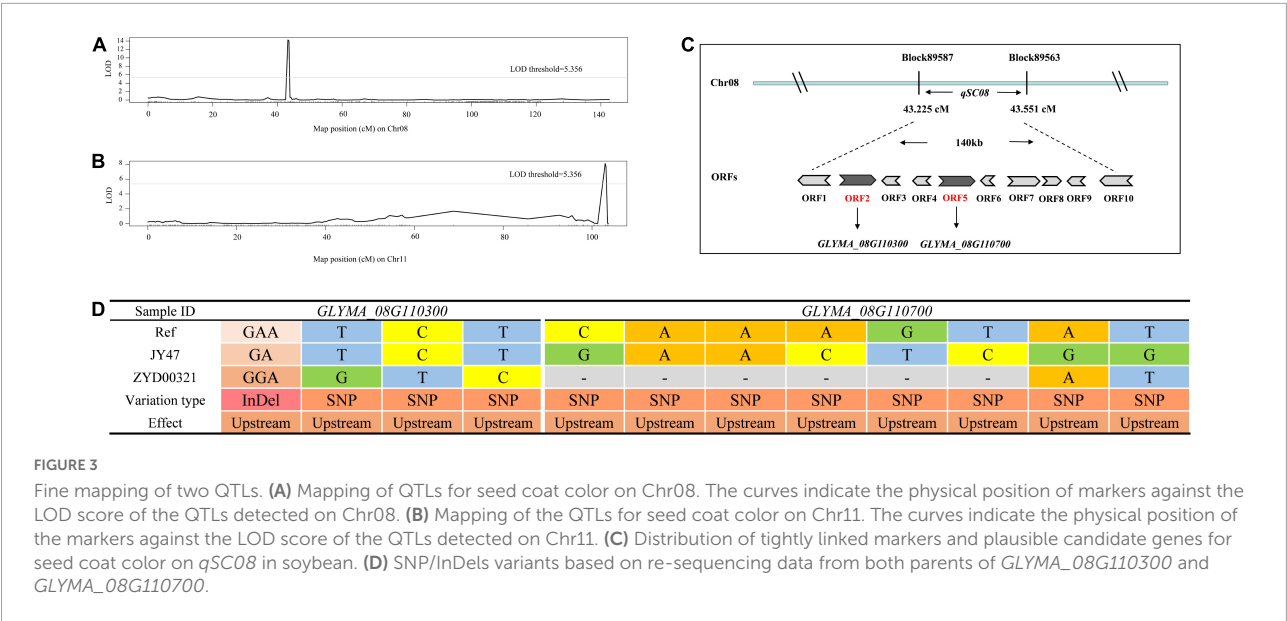 A
14
12
10
8
6
4
2
0
LOD
LOD threshold=5.356
0 20 40 60 80 100 120 140
Map position (cM) on Chr08
B
8
6
4
2
0
LOD
LOD threshold=5.356
0 20 40 60 80 100
Map position (cM) on Chr11
C
Block89587 Block89563
Chr08
qSC08
43.225 cM 43.551 cM
140kb
ORFs
ORF1 ORF2 ORF3 ORF4 ORF5 ORF6 ORF7 ORF8 ORF9 ORF10
GLYMA_08G110300 GLYMA_08G110700
D
Sample ID GLYMA_08G110300 GLYMA_08G110700
Ref GAA T C T C A A A G T A T
JY47 GA T C T G A A C T C G G
ZYD00321 GGA G T C - - - - - - A T
Variation type InDel SNP SNP SNP SNP SNP SNP SNP SNP SNP SNP SNP
Effect Upstream Upstream Upstream Upstream Upstream Upstream Upstream Upstream Upstream Upstream Upstream Upstream
FIGURE 3
Fine mapping of two QTLs. (A) Mapping of QTLs for seed coat color on Chr08. The curves indicate the physical position of markers against the
LOD score of the QTLs detected on Chr08. (B) Mapping of the QTLs for seed coat color on Chr11. The curves indicate the physical position of
the markers against the LOD score of the QTLs detected on Chr11. (C) Distribution of tightly linked markers and plausible candidate genes for
seed coat color on qSC08 in soybean. (D) SNP/InDels variants based on re-sequencing data from both parents of GLYMA_08G110300 and
GLYMA_08G110700.